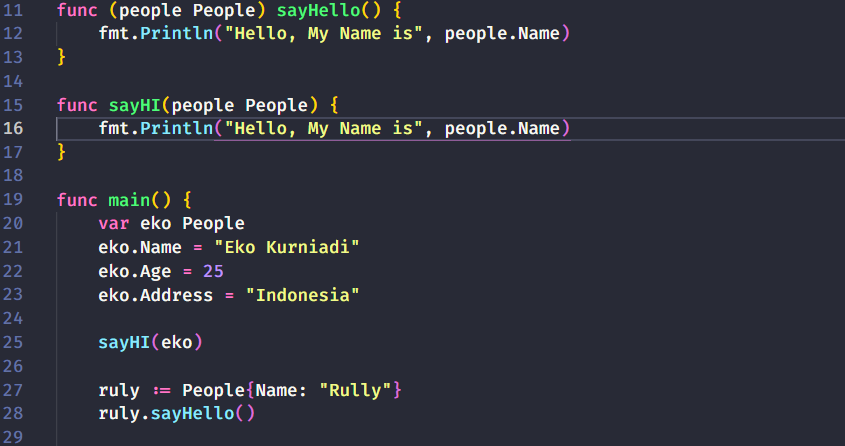 11 func (people People) sayHello() {
12     fmt.Println("Hello, My Name is", people.Name)
13 }
14
15 func sayHI(people People) {
16     fmt.Println("Hello, My Name is", people.Name)
17 }
18
19 func main() {
20     var eko People
21     eko.Name = "Eko Kurniadi"
22     eko.Age = 25
23     eko.Address = "Indonesia"
24
25     sayHI(eko)
26
27     ruly := People{Name: "Rully"}
28     ruly.sayHello()
29